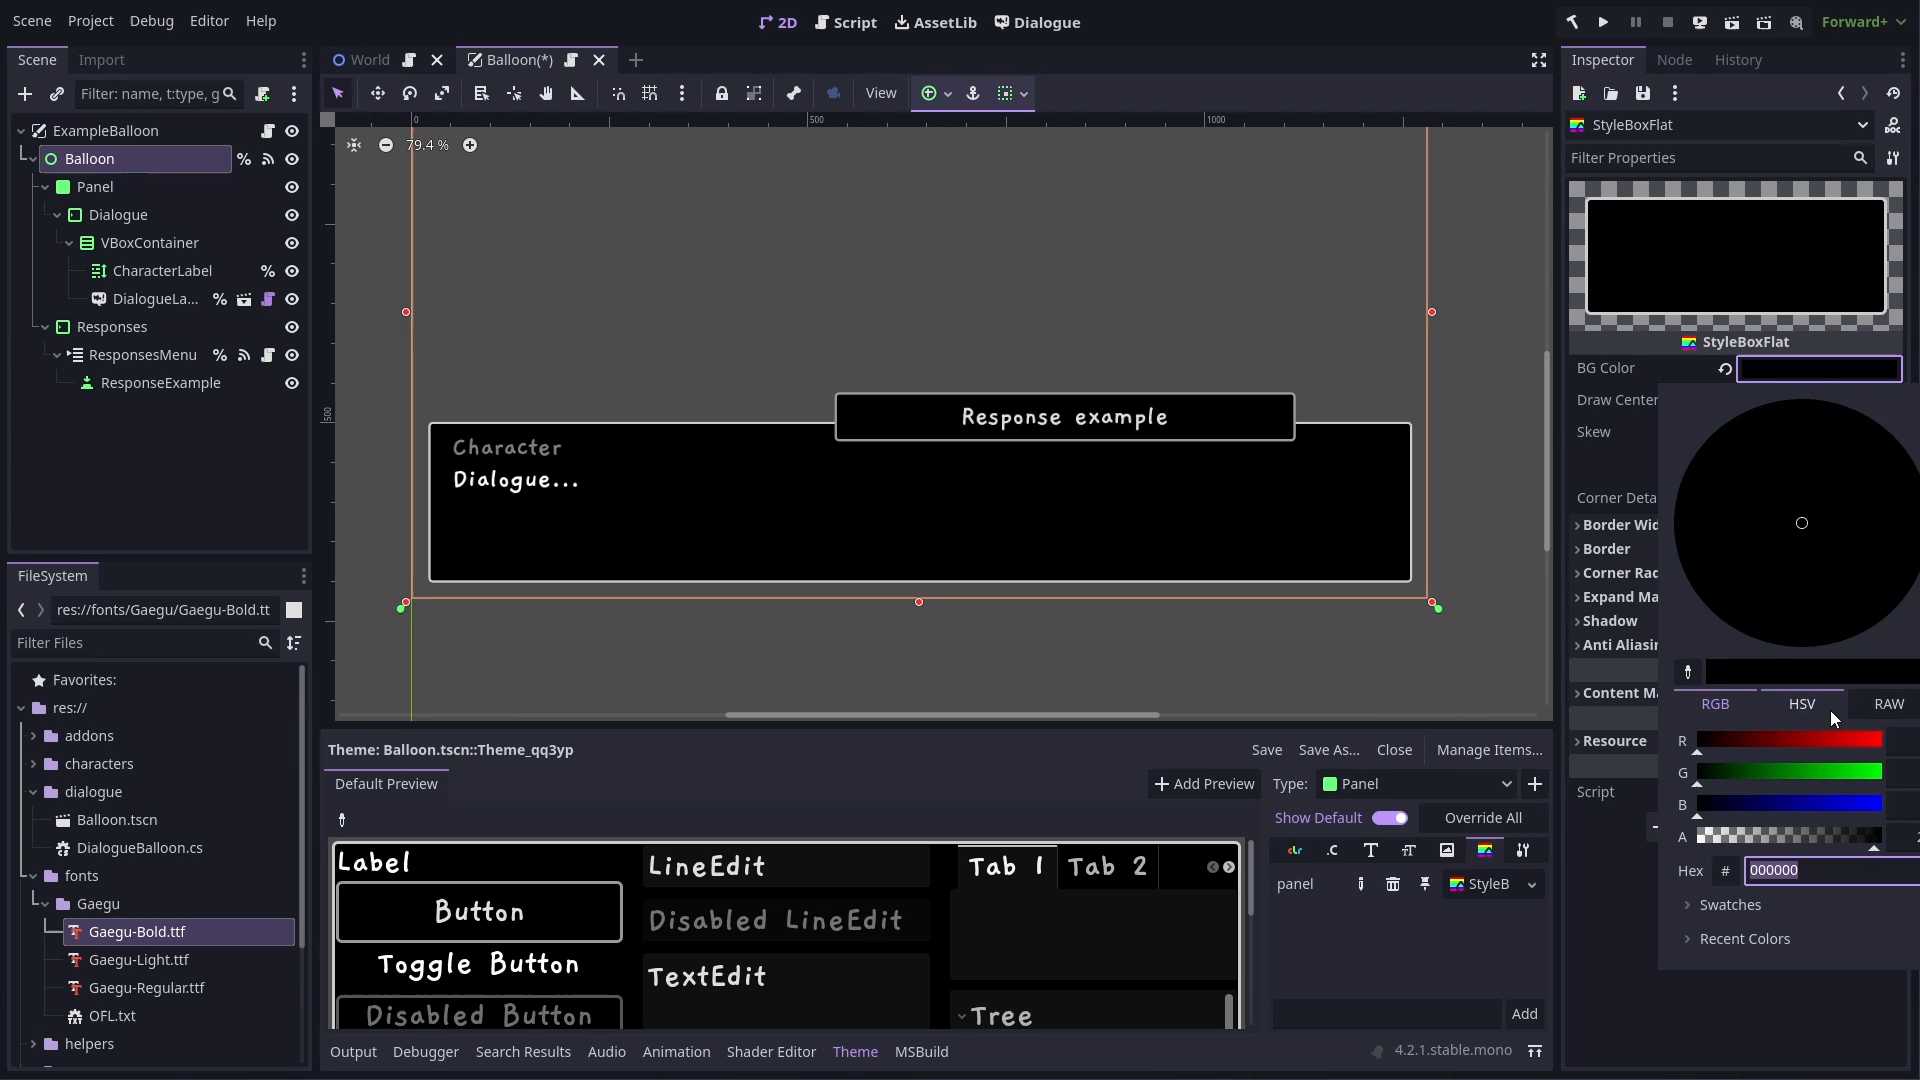 Scene Project Debug Editor Help
2D Script AssetLib Dialogue
Forward+
Scene Import
Filter: name, t:type, g
ExampleBalloon
Balloon %
Panel
Dialogue
VBoxContainer
CharacterLabel %
DialogueLa... %
Responses
ResponsesMenu %
ResponseExample
FileSystem
res://fonts/Gaegu/Gaegu-Bold.tt
Filter Files
Favorites:
res://
addons
characters
dialogue
Balloon.tscn
DialogueBalloon.cs
fonts
Gaegu
Gaegu-Bold.ttf
Gaegu-Light.ttf
Gaegu-Regular.ttf
OFL.txt
helpers
World Balloon(*)
View
0 500 1000
79.4 %
500
Response example
Character
Dialogue...
Theme: Balloon.tscn::Theme_qq3yp
Save Save As... Close Manage Items...
Default Preview
Add Preview
Type: Panel
Show Default Override All
Label
Button
Toggle Button
Disabled Button
LineEdit
Disabled LineEdit
TextEdit
Tab 1 Tab 2
Tree
panel StyleB
Add
Output Debugger Search Results Audio Animation Shader Editor Theme MSBuild
4.2.1.stable.mono
Inspector Node History
StyleBoxFlat
Filter Properties
StyleBoxFlat
BG Color
Draw Center
Skew
Corner Deta
Border Wid
Border
Corner Rad
Expand Ma
Shadow
Anti Aliasin
Content Ma
Resource
Script
RGB HSV RAW
R
G
B
A 2
Hex # 000000
Swatches
Recent Colors